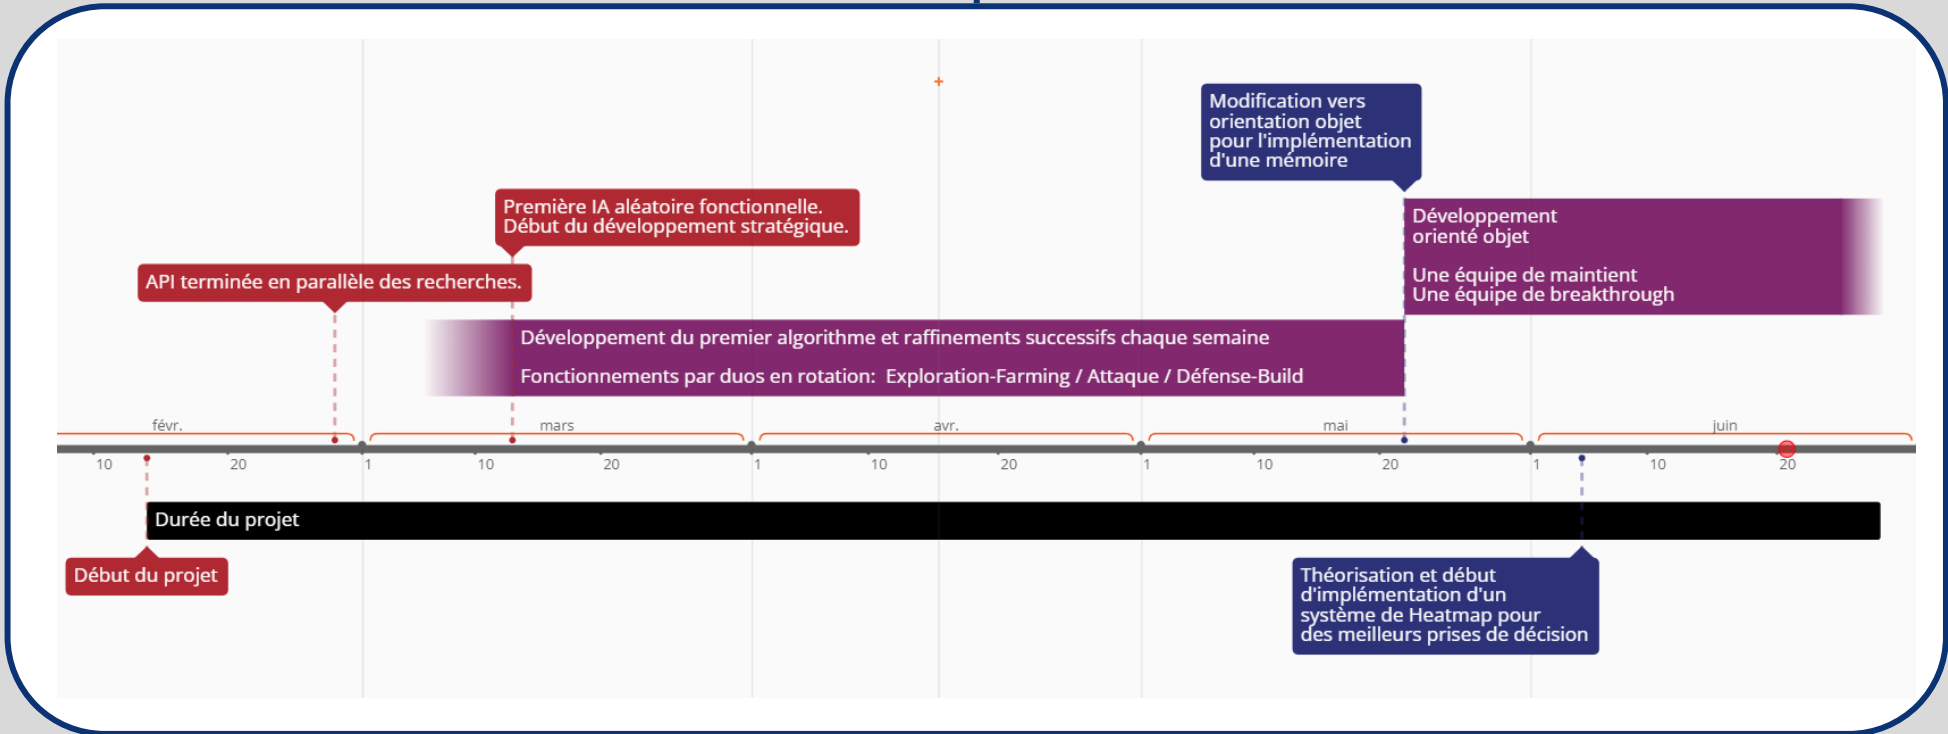 Modification vers
orientation objet
pour l'implémentation
d'une mémoire
Première IA aléatoire fonctionnelle.
Début du développement stratégique.
Développement
orienté objet
Une équipe de maintient
Une équipe de breakthrough
API terminée en parallèle des recherches.
Développement du premier algorithme et raffinements successifs chaque semaine
Fonctionnements par duos en rotation: Exploration-Farming / Attaque / Défense-Build
févr. mars avr. mai juin
10 20 1 10 20 1 10 20 1 10 20 1 10 20
Durée du projet
Début du projet
Théorisation et début
d'implémentation d'un
système de Heatmap pour
des meilleurs prises de décision